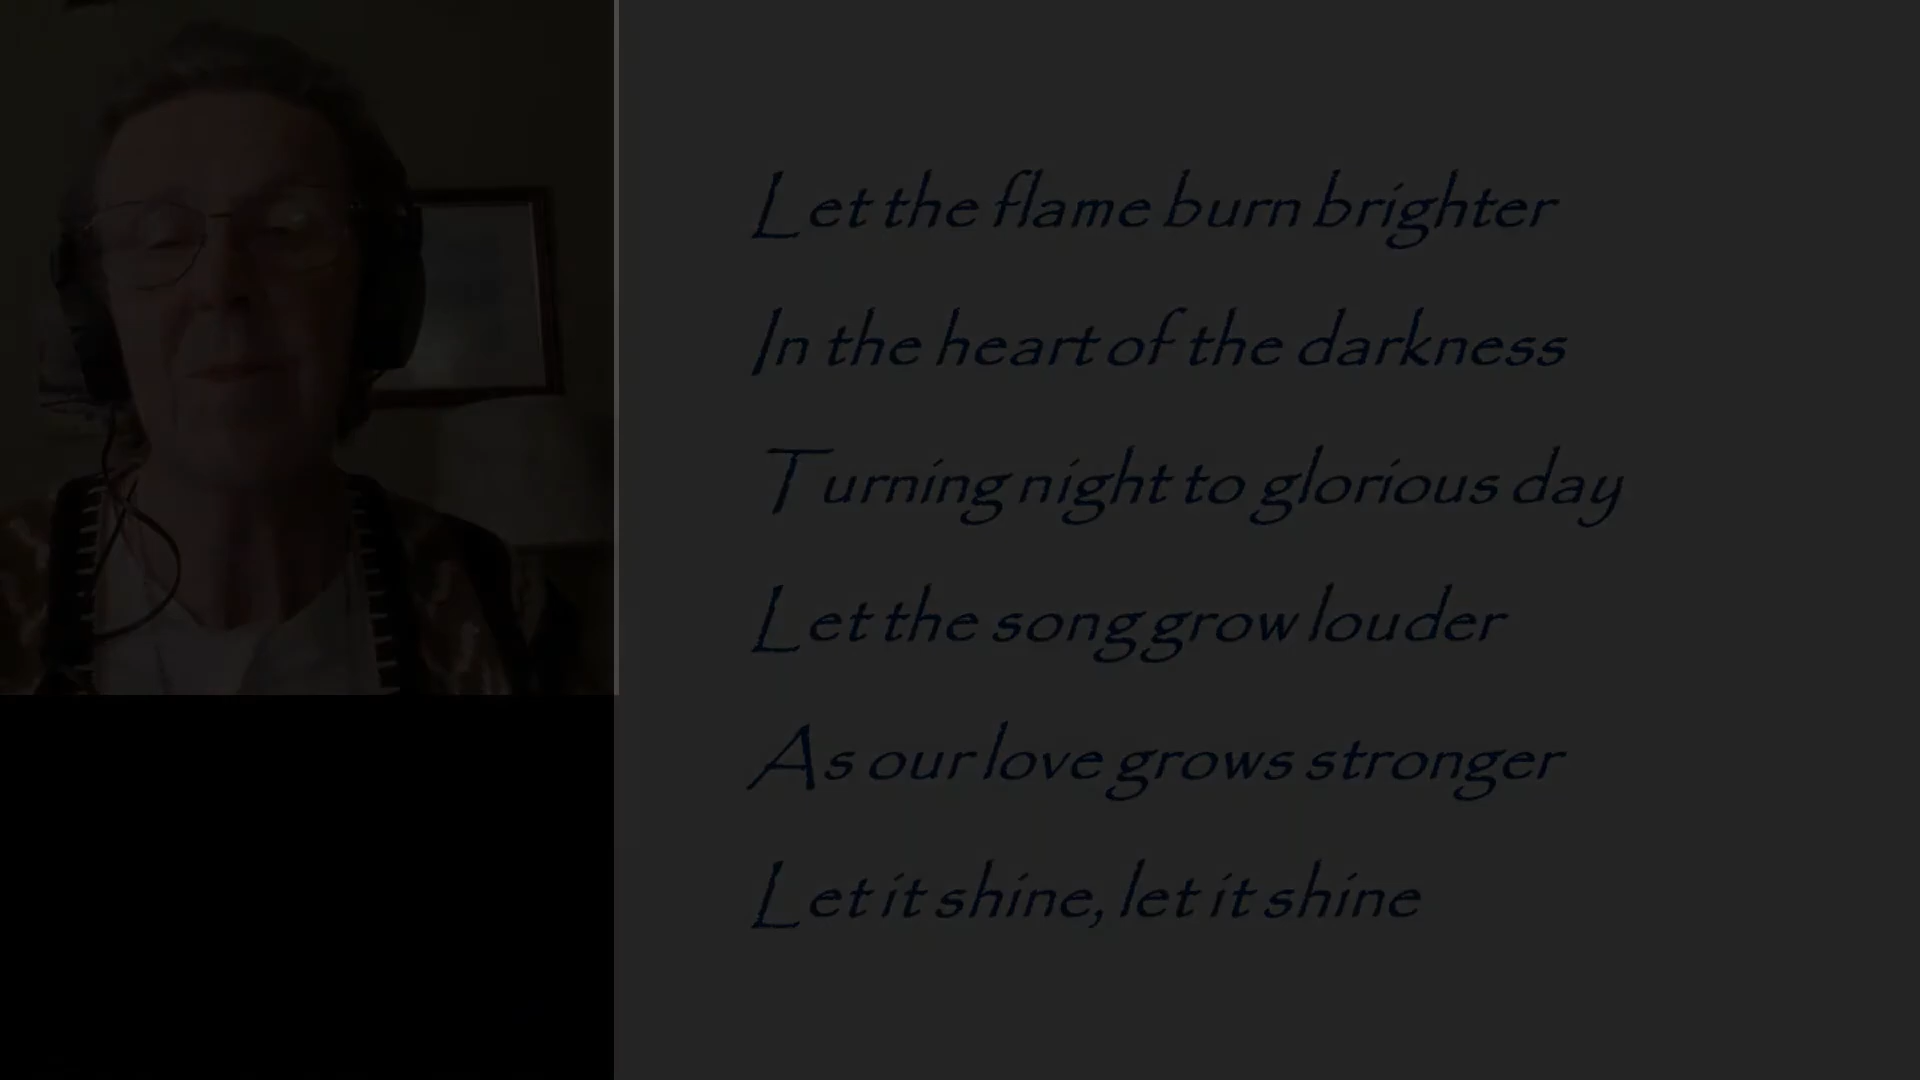 Let the flame burn brighter
In the heart of the darkness
Turning night to glorious day
Let the song grow louder
As our love grows stronger
Let it shine, let it shine